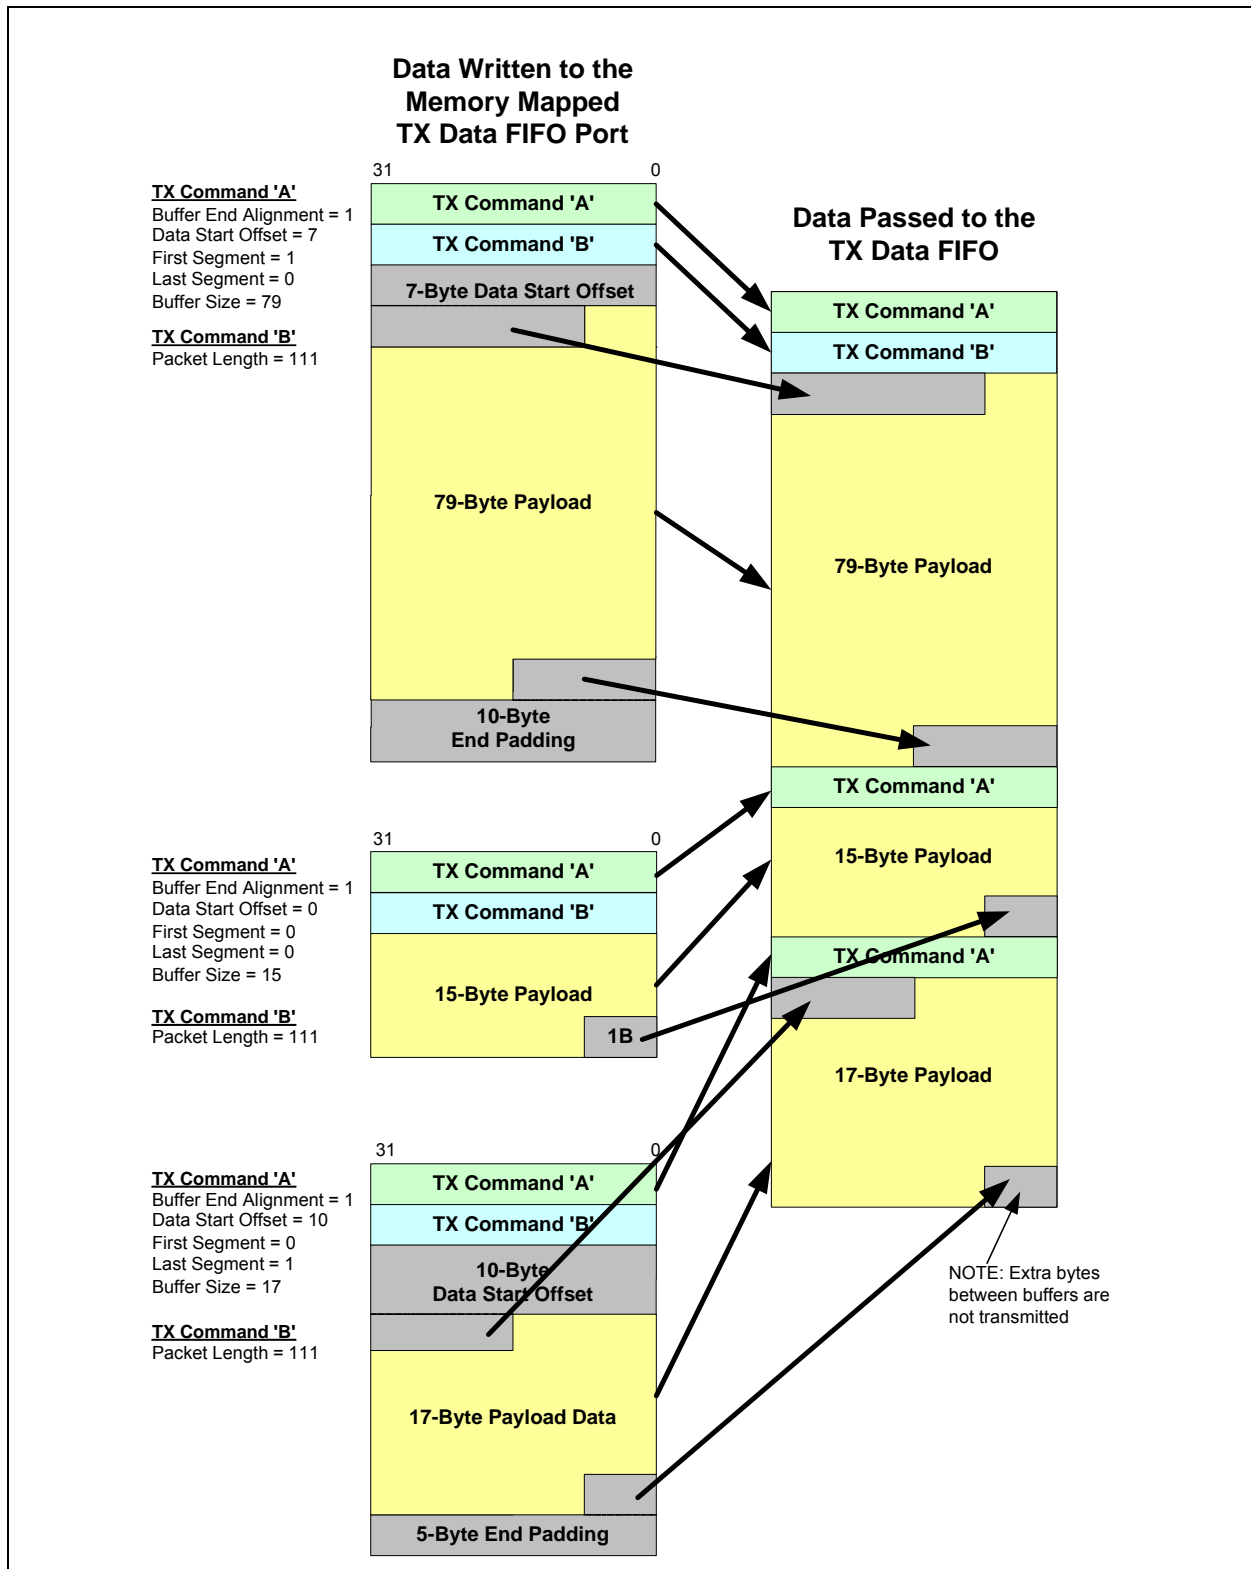 Data Written to the
Memory Mapped
TX Data FIFO Port
31 0
TX Command 'A'
Buffer End Alignment = 1
Data Start Offset = 7
First Segment = 1
Last Segment = 0
Buffer Size = 79
TX Command 'B'
Packet Length = 111
TX Command 'A'
TX Command 'B'
7-Byte Data Start Offset
79-Byte Payload
10-Byte
End Padding
Data Passed to the
TX Data FIFO
TX Command 'A'
TX Command 'B'
79-Byte Payload
TX Command 'A'
15-Byte Payload
TX Command 'A'
17-Byte Payload
NOTE: Extra bytes
between buffers are
not transmitted
31 0
TX Command 'A'
Buffer End Alignment = 1
Data Start Offset = 0
First Segment = 0
Last Segment = 0
Buffer Size = 15
TX Command 'B'
Packet Length = 111
TX Command 'A'
TX Command 'B'
15-Byte Payload
1B
31 0
TX Command 'A'
Buffer End Alignment = 1
Data Start Offset = 10
First Segment = 0
Last Segment = 1
Buffer Size = 17
TX Command 'B'
Packet Length = 111
TX Command 'A'
TX Command 'B'
10-Byte
Data Start Offset
17-Byte Payload Data
5-Byte End Padding